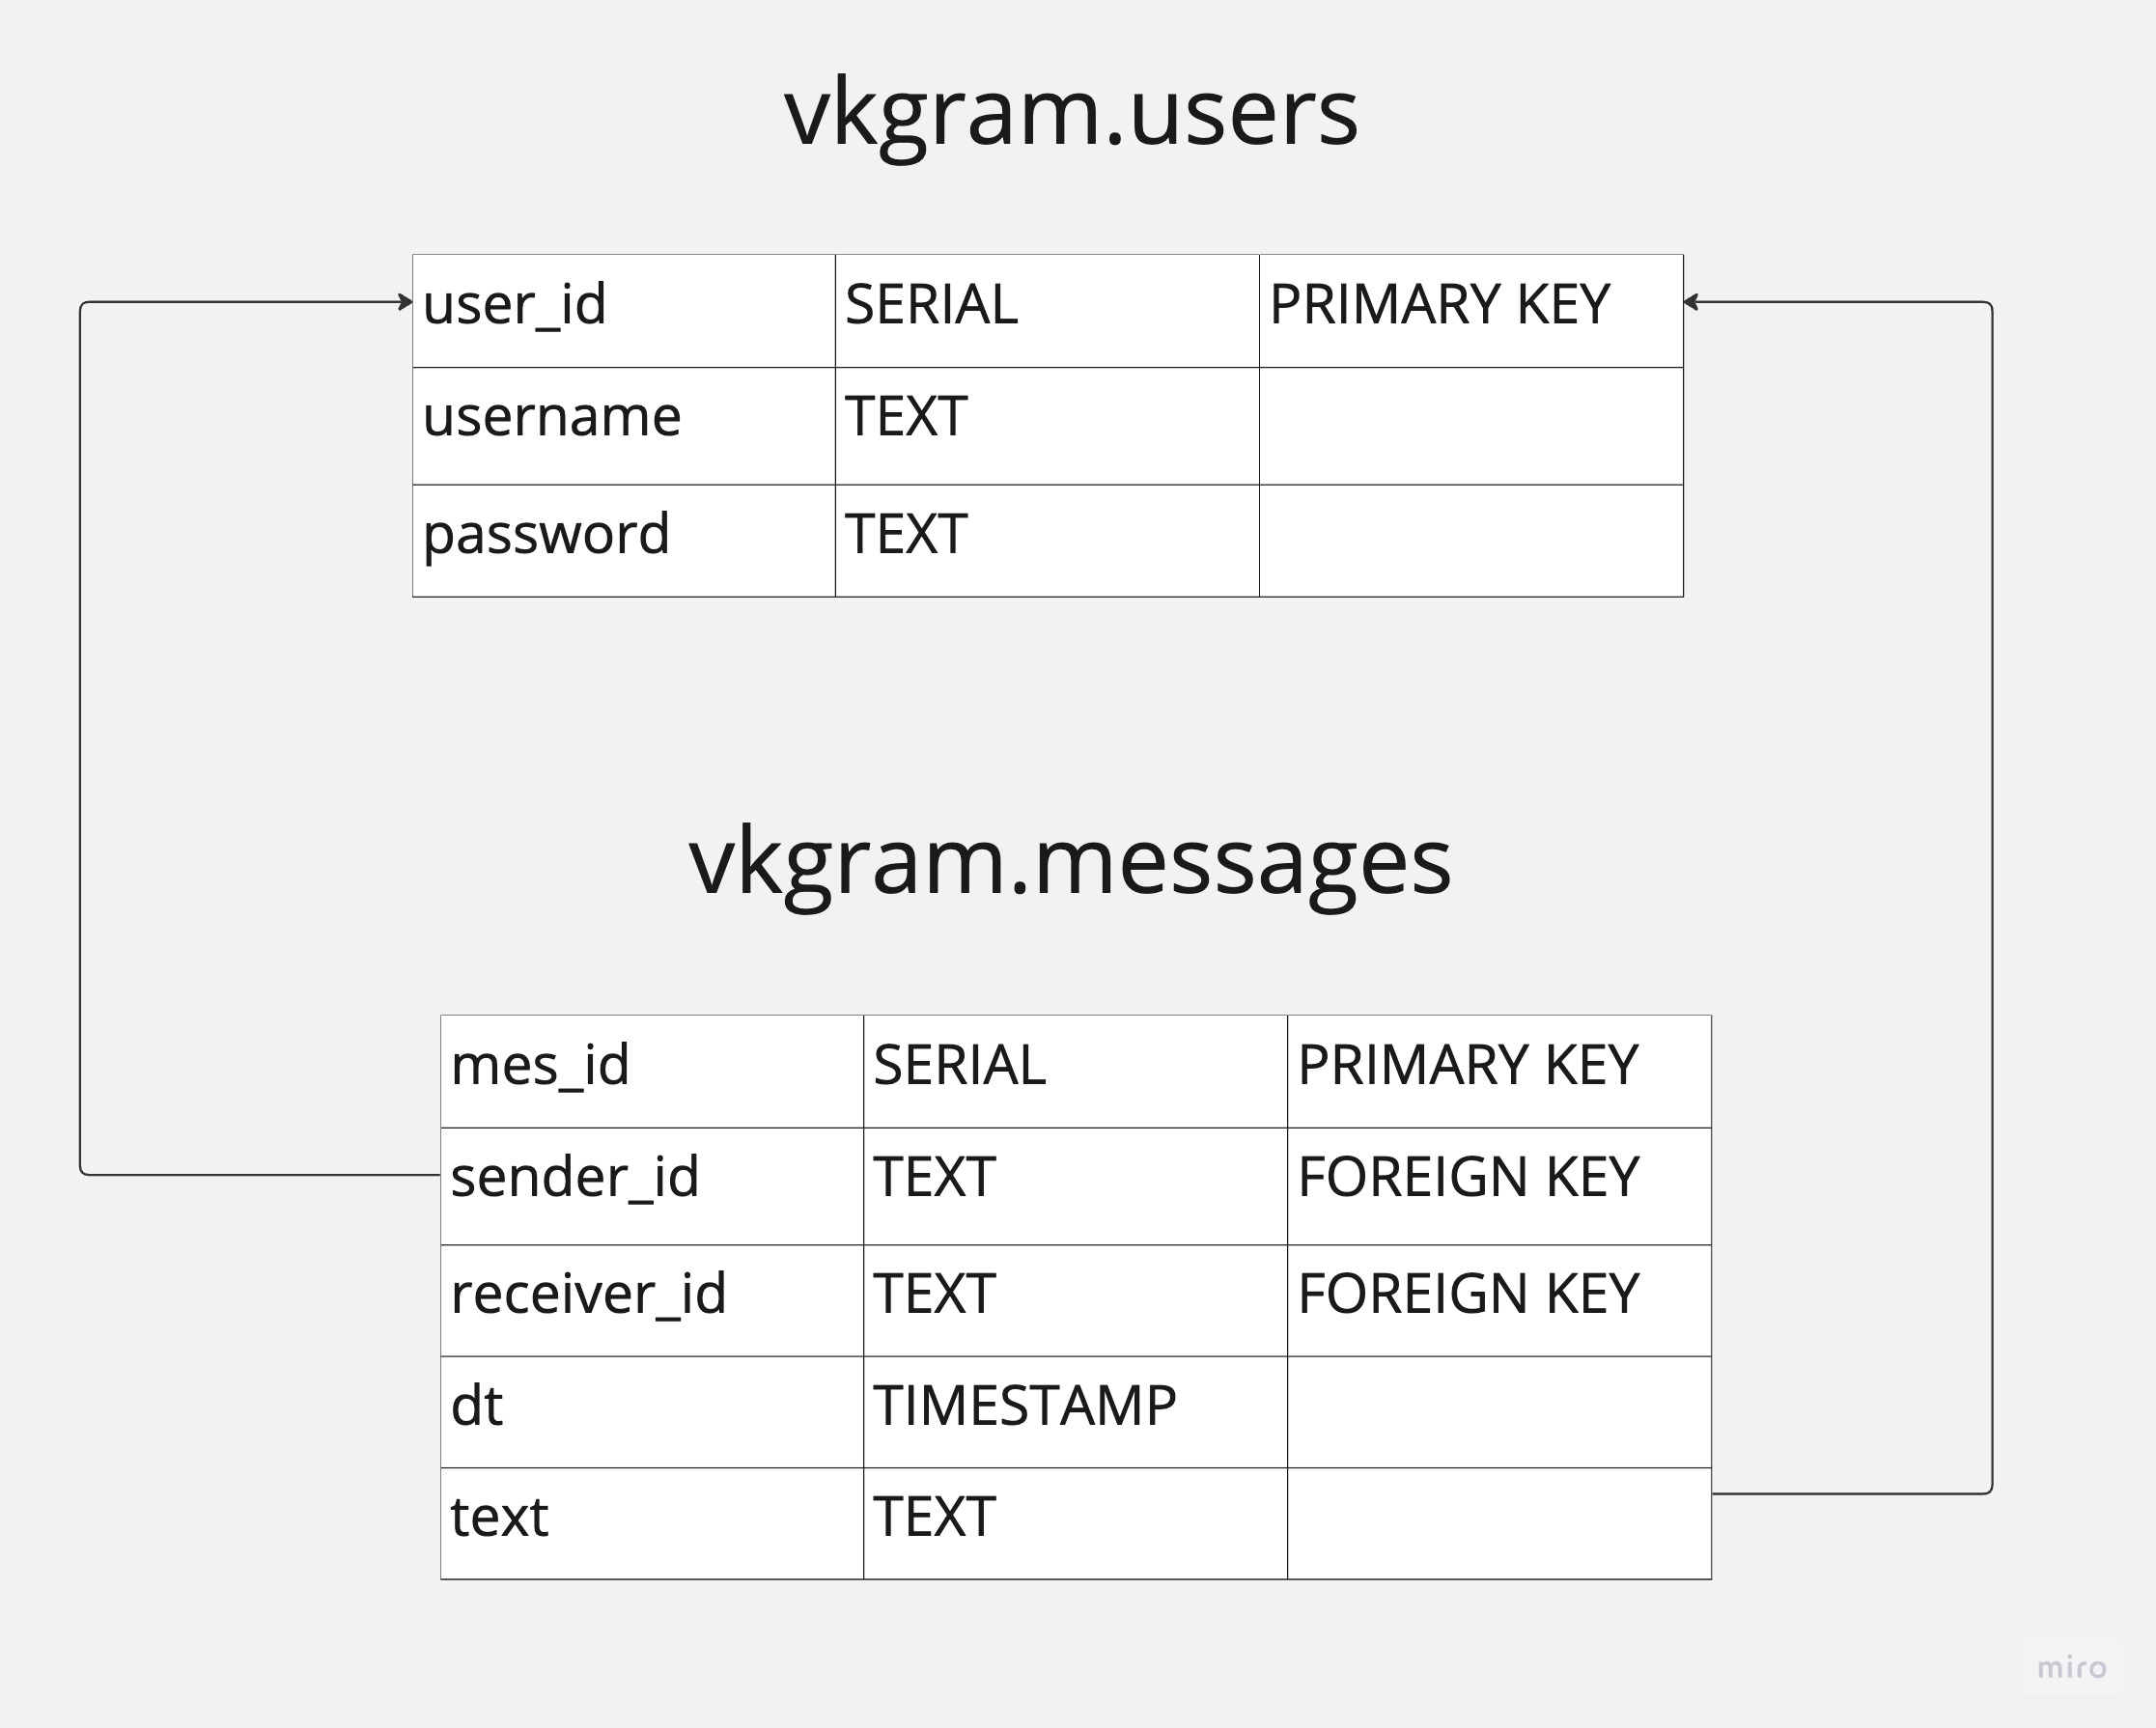 vkgram.users
user_id SERIAL PRIMARY KEY
username TEXT
password TEXT
vkgram.messages
mes_id SERIAL PRIMARY KEY
sender_id TEXT FOREIGN KEY
receiver_id TEXT FOREIGN KEY
dt TIMESTAMP
text TEXT
miro